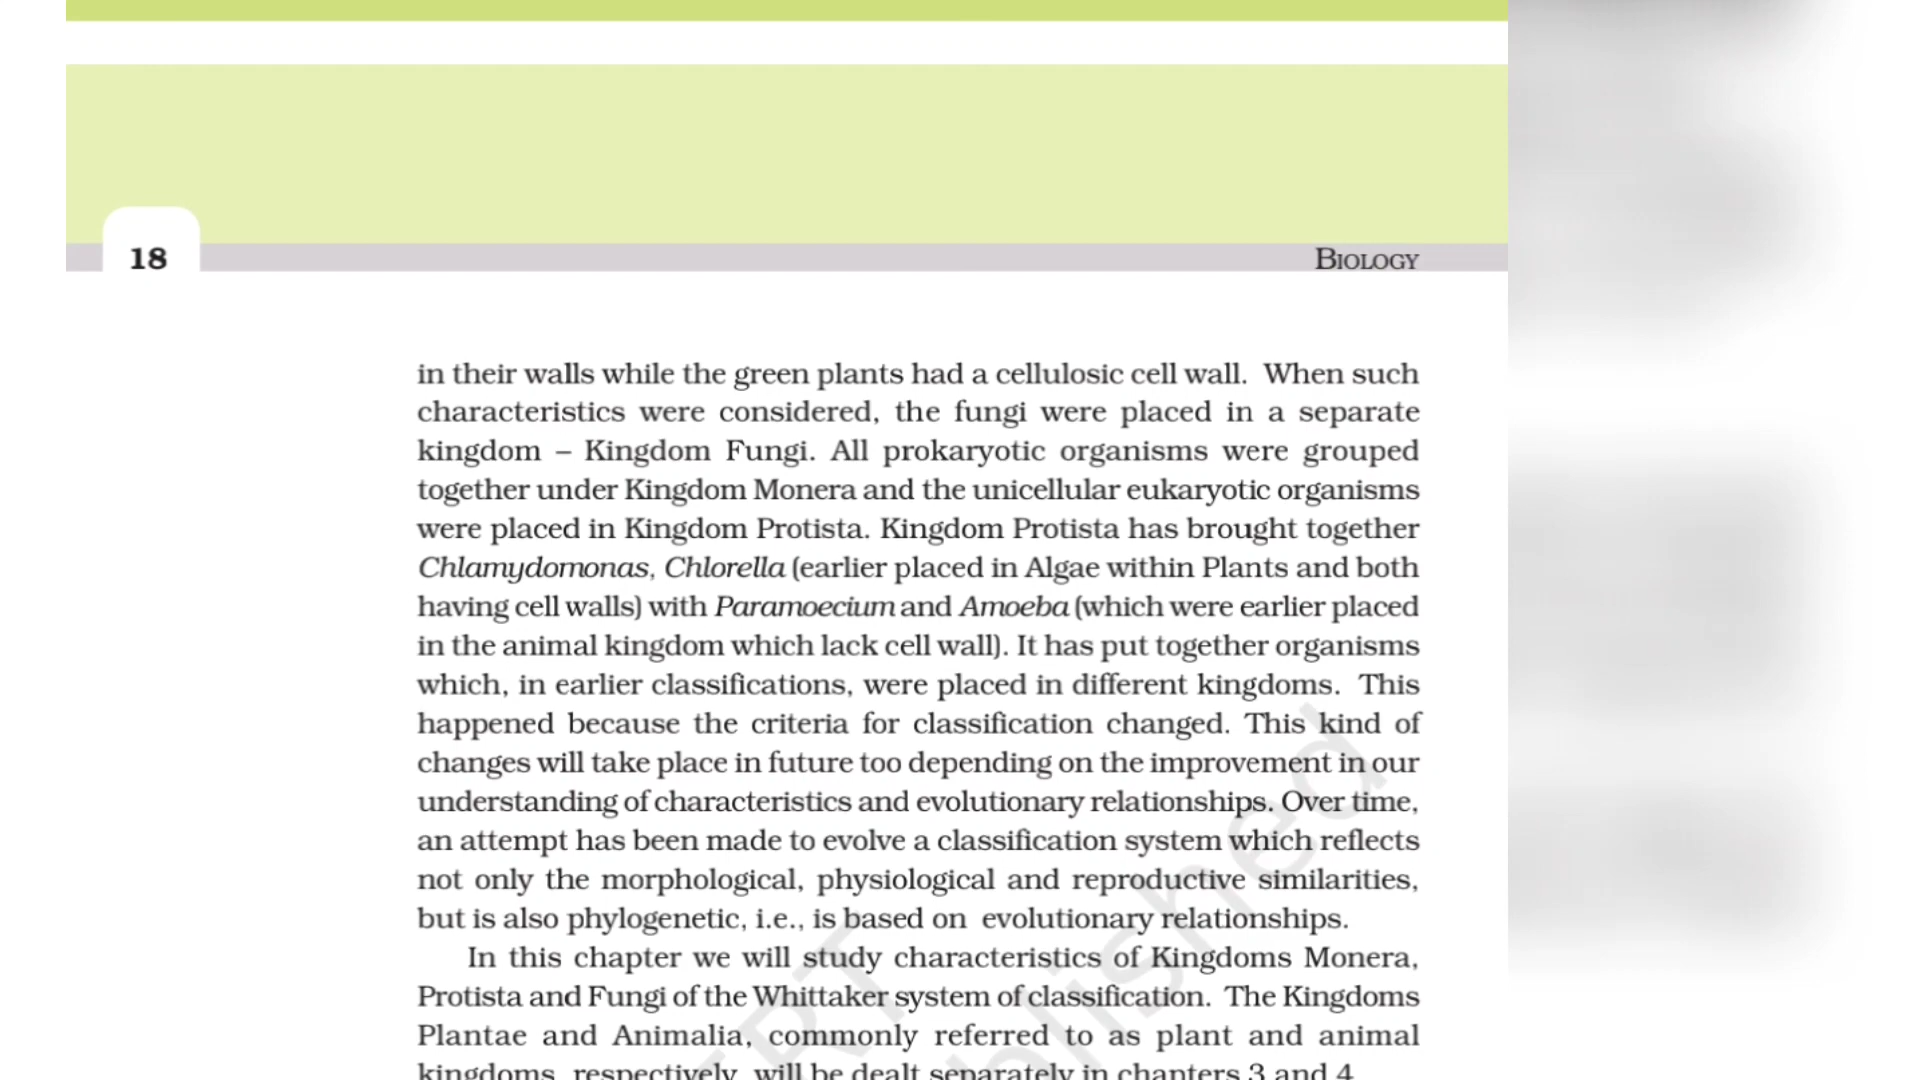 18
BIOLOGY
in their walls while the green plants had a cellulosic cell wall. When such
characteristics were considered, the fungi were placed in a separate
kingdom – Kingdom Fungi. All prokaryotic organisms were grouped
together under Kingdom Monera and the unicellular eukaryotic organisms
were placed in Kingdom Protista. Kingdom Protista has brought together
Chlamydomonas, Chlorella (earlier placed in Algae within Plants and both
having cell walls) with Paramoecium and Amoeba (which were earlier placed
in the animal kingdom which lack cell wall). It has put together organisms
which, in earlier classifications, were placed in different kingdoms. This
happened because the criteria for classification changed. This kind of
changes will take place in future too depending on the improvement in our
understanding of characteristics and evolutionary relationships. Over time,
an attempt has been made to evolve a classification system which reflects
not only the morphological, physiological and reproductive similarities,
but is also phylogenetic, i.e., is based on evolutionary relationships.
In this chapter we will study characteristics of Kingdoms Monera,
Protista and Fungi of the Whittaker system of classification. The Kingdoms
Plantae and Animalia, commonly referred to as plant and animal
kingdoms, respectively, will be dealt separately in chapters 3 and 4.